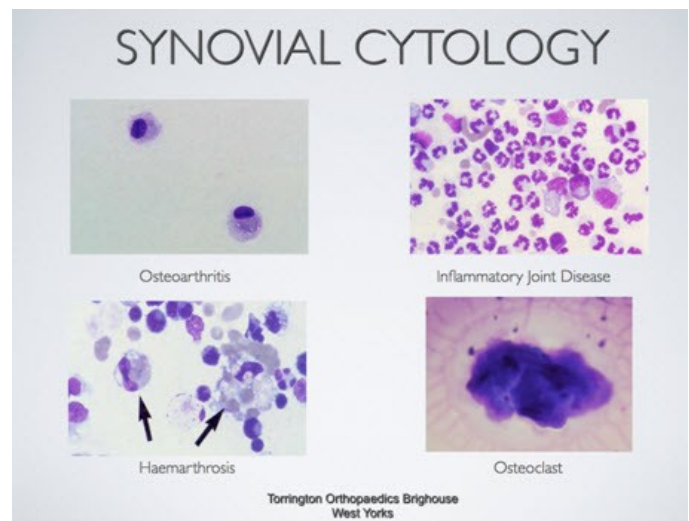 SYNOVIAL CYTOLOGY
Osteoarthritis
Inflammatory Joint Disease
Haemarthrosis
Osteoclast
Torrington Orthopaedics Brighouse
West Yorks